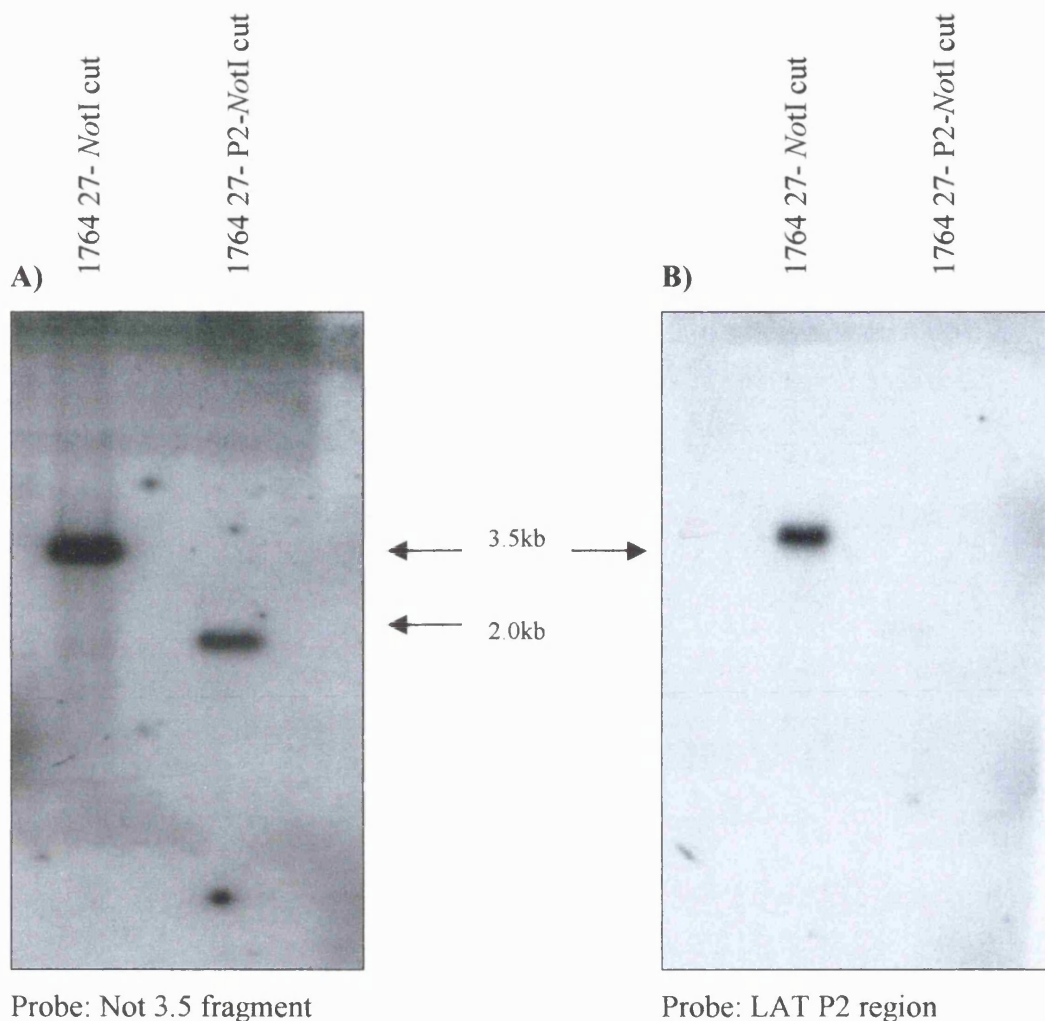 1764 27- NotI cut
1764 27- P2-NotI cut
1764 27- NotI cut
1764 27- P2-NotI cut
A)
B)
3.5kb
2.0kb
Probe: Not 3.5 fragment
Probe: LAT P2 region